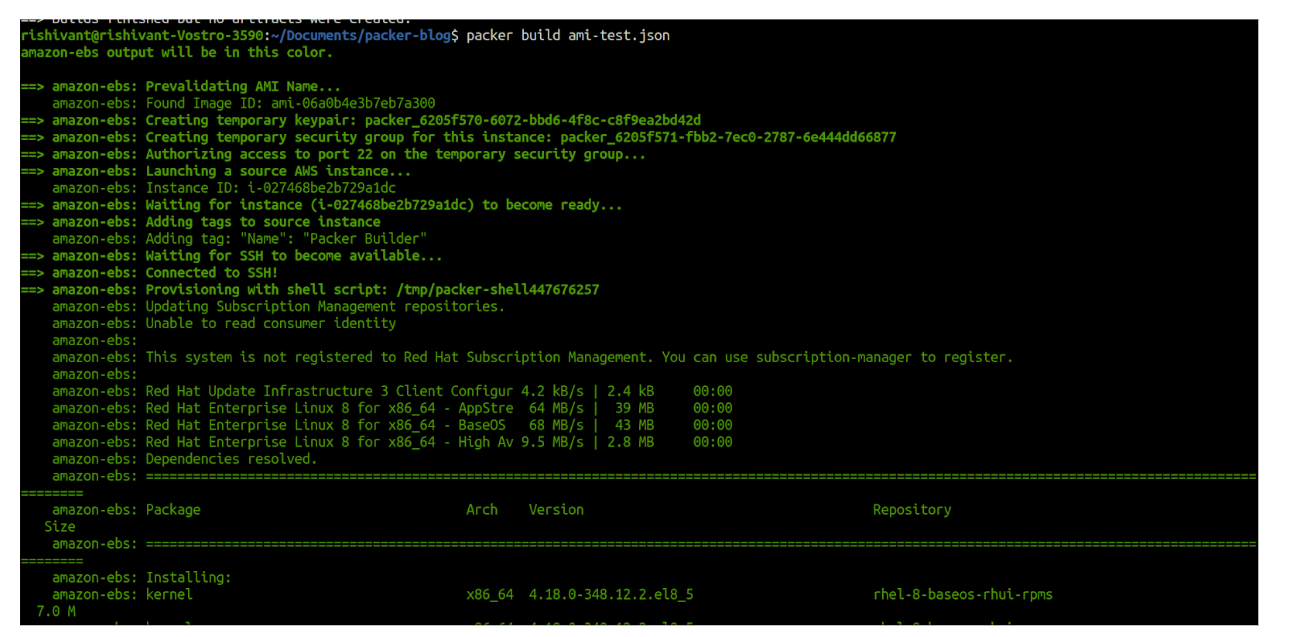 ==> Builds finished but no artifacts were created.
rishivant@rishivant-Vostro-3590:~/Documents/packer-blog$ packer build ami-test.json
amazon-ebs output will be in this color.
==> amazon-ebs: Prevalidating AMI Name...
amazon-ebs: Found Image ID: ami-06a0b4e3b7eb7a300
==> amazon-ebs: Creating temporary keypair: packer_6205f570-6072-bbd6-4f8c-c8f9ea2bd42d
==> amazon-ebs: Creating temporary security group for this instance: packer_6205f571-fbb2-7ec0-2787-6e444dd66877
==> amazon-ebs: Authorizing access to port 22 on the temporary security group...
==> amazon-ebs: Launching a source AWS instance...
amazon-ebs: Instance ID: i-027468be2b729a1dc
==> amazon-ebs: Waiting for instance (i-027468be2b729a1dc) to become ready...
==> amazon-ebs: Adding tags to source instance
amazon-ebs: Adding tag: "Name": "Packer Builder"
==> amazon-ebs: Waiting for SSH to become available...
==> amazon-ebs: Connected to SSH!
==> amazon-ebs: Provisioning with shell script: /tmp/packer-shell447676257
amazon-ebs: Updating Subscription Management repositories.
amazon-ebs: Unable to read consumer identity
amazon-ebs:
amazon-ebs: This system is not registered to Red Hat Subscription Management. You can use subscription-manager to register.
amazon-ebs:
amazon-ebs: Red Hat Update Infrastructure 3 Client Configur 4.2 kB/s | 2.4 kB     00:00
amazon-ebs: Red Hat Enterprise Linux 8 for x86_64 - AppStre  64 MB/s |  39 MB     00:00
amazon-ebs: Red Hat Enterprise Linux 8 for x86_64 - BaseOS   68 MB/s |  43 MB     00:00
amazon-ebs: Red Hat Enterprise Linux 8 for x86_64 - High Av 9.5 MB/s | 2.8 MB     00:00
amazon-ebs: Dependencies resolved.
amazon-ebs: ==============================================================================================================================================
========
amazon-ebs: Package                                  Arch    Version                                     Repository
Size
amazon-ebs: ==============================================================================================================================================
========
amazon-ebs: Installing:
amazon-ebs: kernel                                   x86_64  4.18.0-348.12.2.el8_5                       rhel-8-baseos-rhui-rpms
7.0 M